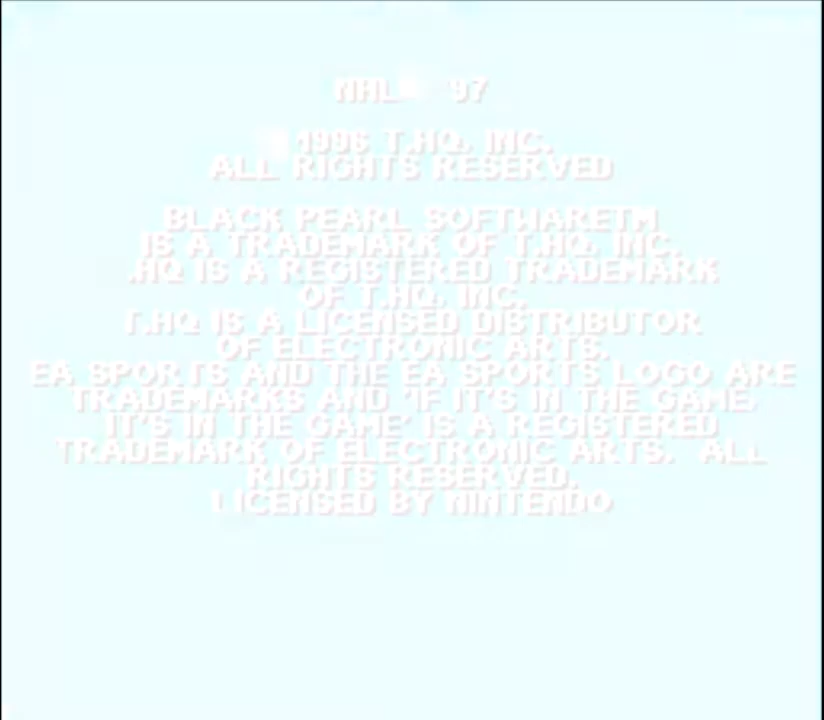 NHL '97
1996 T.HQ. INC.
ALL RIGHTS RESERVED
BLACK PEARL SOFTWARETM
IS A TRADEMARK OF T.HQ. INC.
.HQ IS A REGISTERED TRADEMARK
OF T.HQ. INC.
T.HQ IS A LICENSED DISTRIBUTOR
OF ELECTRONIC ARTS.
EA SPORTS AND THE EA SPORTS LOGO ARE
TRADEMARKS AND 'IF IT'S IN THE GAME,
IT'S IN THE GAME' IS A REGISTERED
TRADEMARK OF ELECTRONIC ARTS. ALL
RIGHTS RESERVED.
LICENSED BY NINTENDO